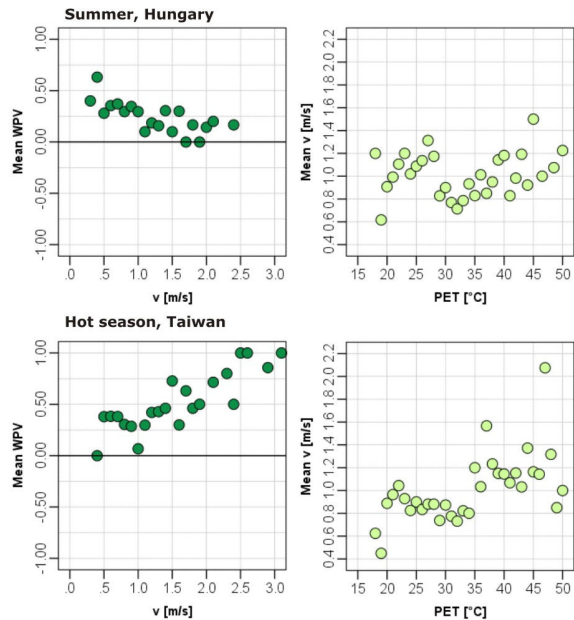 Summer, Hungary
Mean WPV
1.00
0.50
0.00
-0.50
-1.00
.0 .5 1.0 1.5 2.0 2.5 3.0
v [m/s]
Mean v [m/s]
0.4 0.6 0.8 1.0 1.2 1.4 1.6 1.8 2.0 2.2
15 20 25 30 35 40 45 50
PET [°C]
Hot season, Taiwan
Mean WPV
1.00
0.50
0.00
-0.50
-1.00
.0 .5 1.0 1.5 2.0 2.5 3.0
v [m/s]
Mean v [m/s]
0.4 0.6 0.8 1.0 1.2 1.4 1.6 1.8 2.0 2.2
15 20 25 30 35 40 45 50
PET [°C]